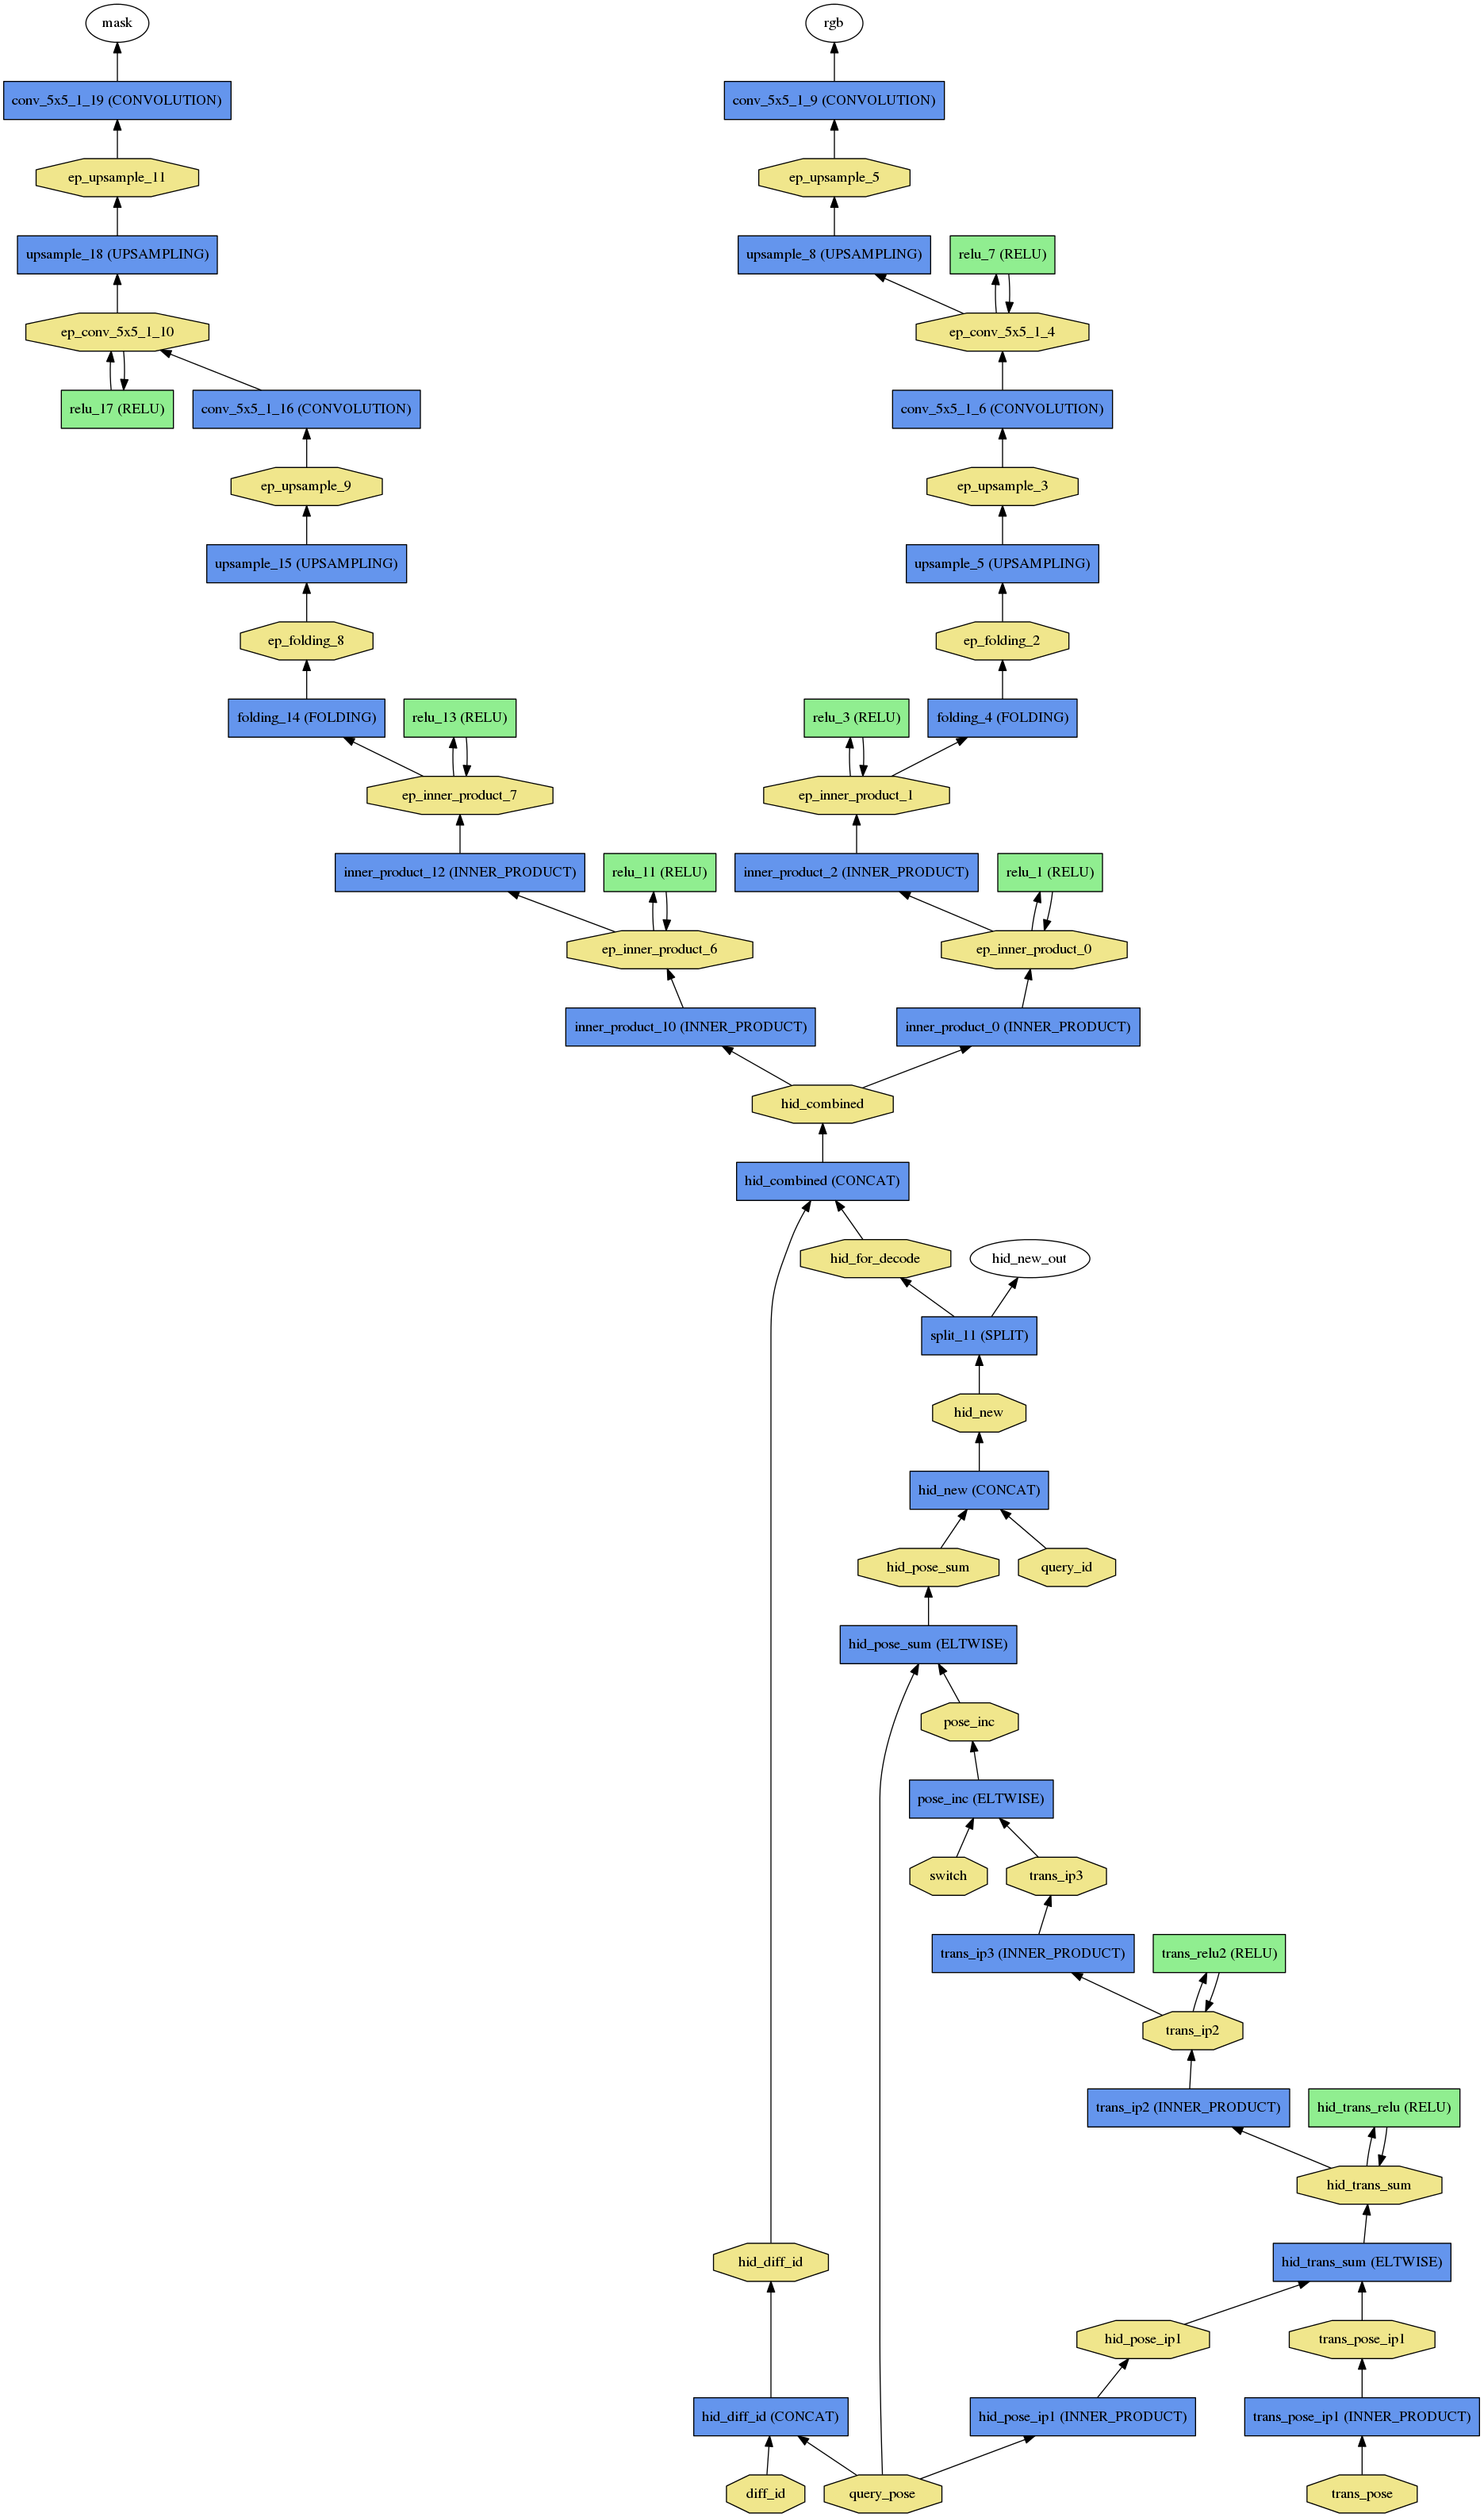 mask
rgb
conv_5x5_1_19 (CONVOLUTION)
conv_5x5_1_9 (CONVOLUTION)
ep_upsample_11
ep_upsample_5
upsample_18 (UPSAMPLING)
upsample_8 (UPSAMPLING)
relu_7 (RELU)
ep_conv_5x5_1_10
ep_conv_5x5_1_4
relu_17 (RELU)
conv_5x5_1_16 (CONVOLUTION)
conv_5x5_1_6 (CONVOLUTION)
ep_upsample_9
ep_upsample_3
upsample_15 (UPSAMPLING)
upsample_5 (UPSAMPLING)
ep_folding_8
ep_folding_2
folding_14 (FOLDING)
relu_13 (RELU)
relu_3 (RELU)
folding_4 (FOLDING)
ep_inner_product_7
ep_inner_product_1
inner_product_12 (INNER_PRODUCT)
relu_11 (RELU)
inner_product_2 (INNER_PRODUCT)
relu_1 (RELU)
ep_inner_product_6
ep_inner_product_0
inner_product_10 (INNER_PRODUCT)
inner_product_0 (INNER_PRODUCT)
hid_combined
hid_combined (CONCAT)
hid_for_decode
hid_new_out
split_11 (SPLIT)
hid_new
hid_new (CONCAT)
hid_pose_sum
query_id
hid_pose_sum (ELTWISE)
pose_inc
pose_inc (ELTWISE)
switch
trans_ip3
trans_ip3 (INNER_PRODUCT)
trans_relu2 (RELU)
trans_ip2
trans_ip2 (INNER_PRODUCT)
hid_trans_relu (RELU)
hid_trans_sum
hid_diff_id
hid_trans_sum (ELTWISE)
hid_pose_ip1
trans_pose_ip1
hid_diff_id (CONCAT)
hid_pose_ip1 (INNER_PRODUCT)
trans_pose_ip1 (INNER_PRODUCT)
diff_id
query_pose
trans_pose